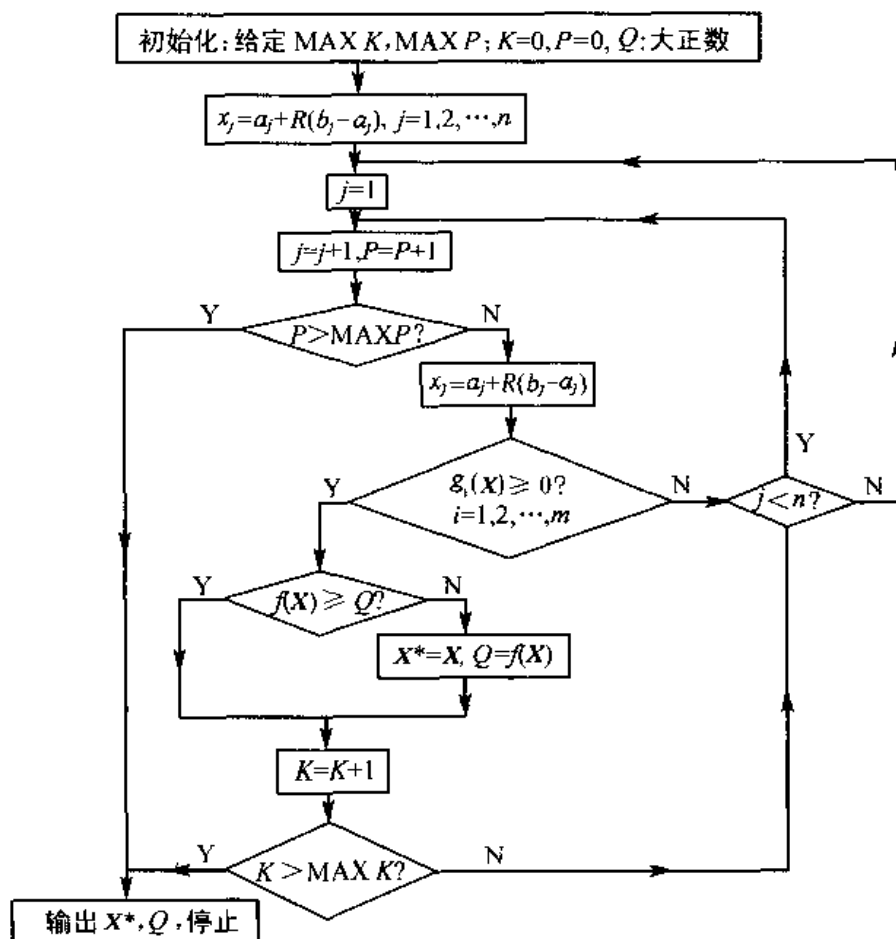 初始化:给定 MAX K,MAX P; K=0,P=0, Q:大正数
x_j=a_j+R(b_j-a_j), j=1,2,…,n
j=1
j=j+1,P=P+1
Y
P>MAXP?
N
x_j=a_j+R(b_j-a_j)
Y
Y
g_i(X)≥0?
i=1,2,…,m
N
j<n?
N
Y
f(X)≥Q?
N
X*=X, Q=f(X)
K=K+1
Y
K>MAX K?
N
输出 X*,Q,停止